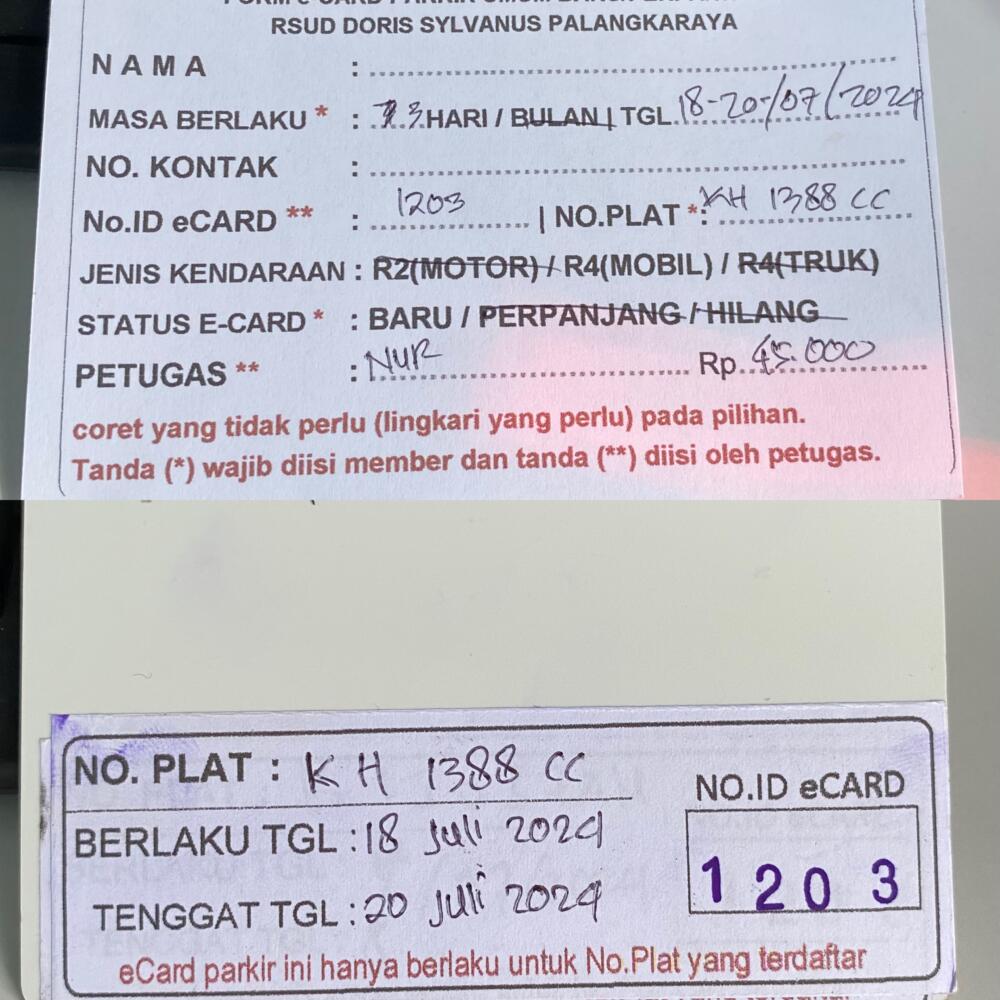 RSUD DORIS SYLVANUS PALANGKARAYA
NAMA :
MASA BERLAKU * : 3 HARI / BULAN | TGL. 18-20-/07/2024
NO. KONTAK :
No.ID eCARD ** : 1203 | NO.PLAT *: KH 1388 CC
JENIS KENDARAAN : R2(MOTOR) / R4(MOBIL) / R4(TRUK)
STATUS E-CARD * : BARU / PERPANJANG / HILANG
PETUGAS ** : NUR Rp. 45.000
coret yang tidak perlu (lingkari yang perlu) pada pilihan.
Tanda (*) wajib diisi member dan tanda (**) diisi oleh petugas.
NO. PLAT : KH 1388 CC
BERLAKU TGL : 18 Juli 2024
TENGGAT TGL : 20 Juli 2024
NO.ID eCARD
1203
eCard parkir ini hanya berlaku untuk No.Plat yang terdaftar